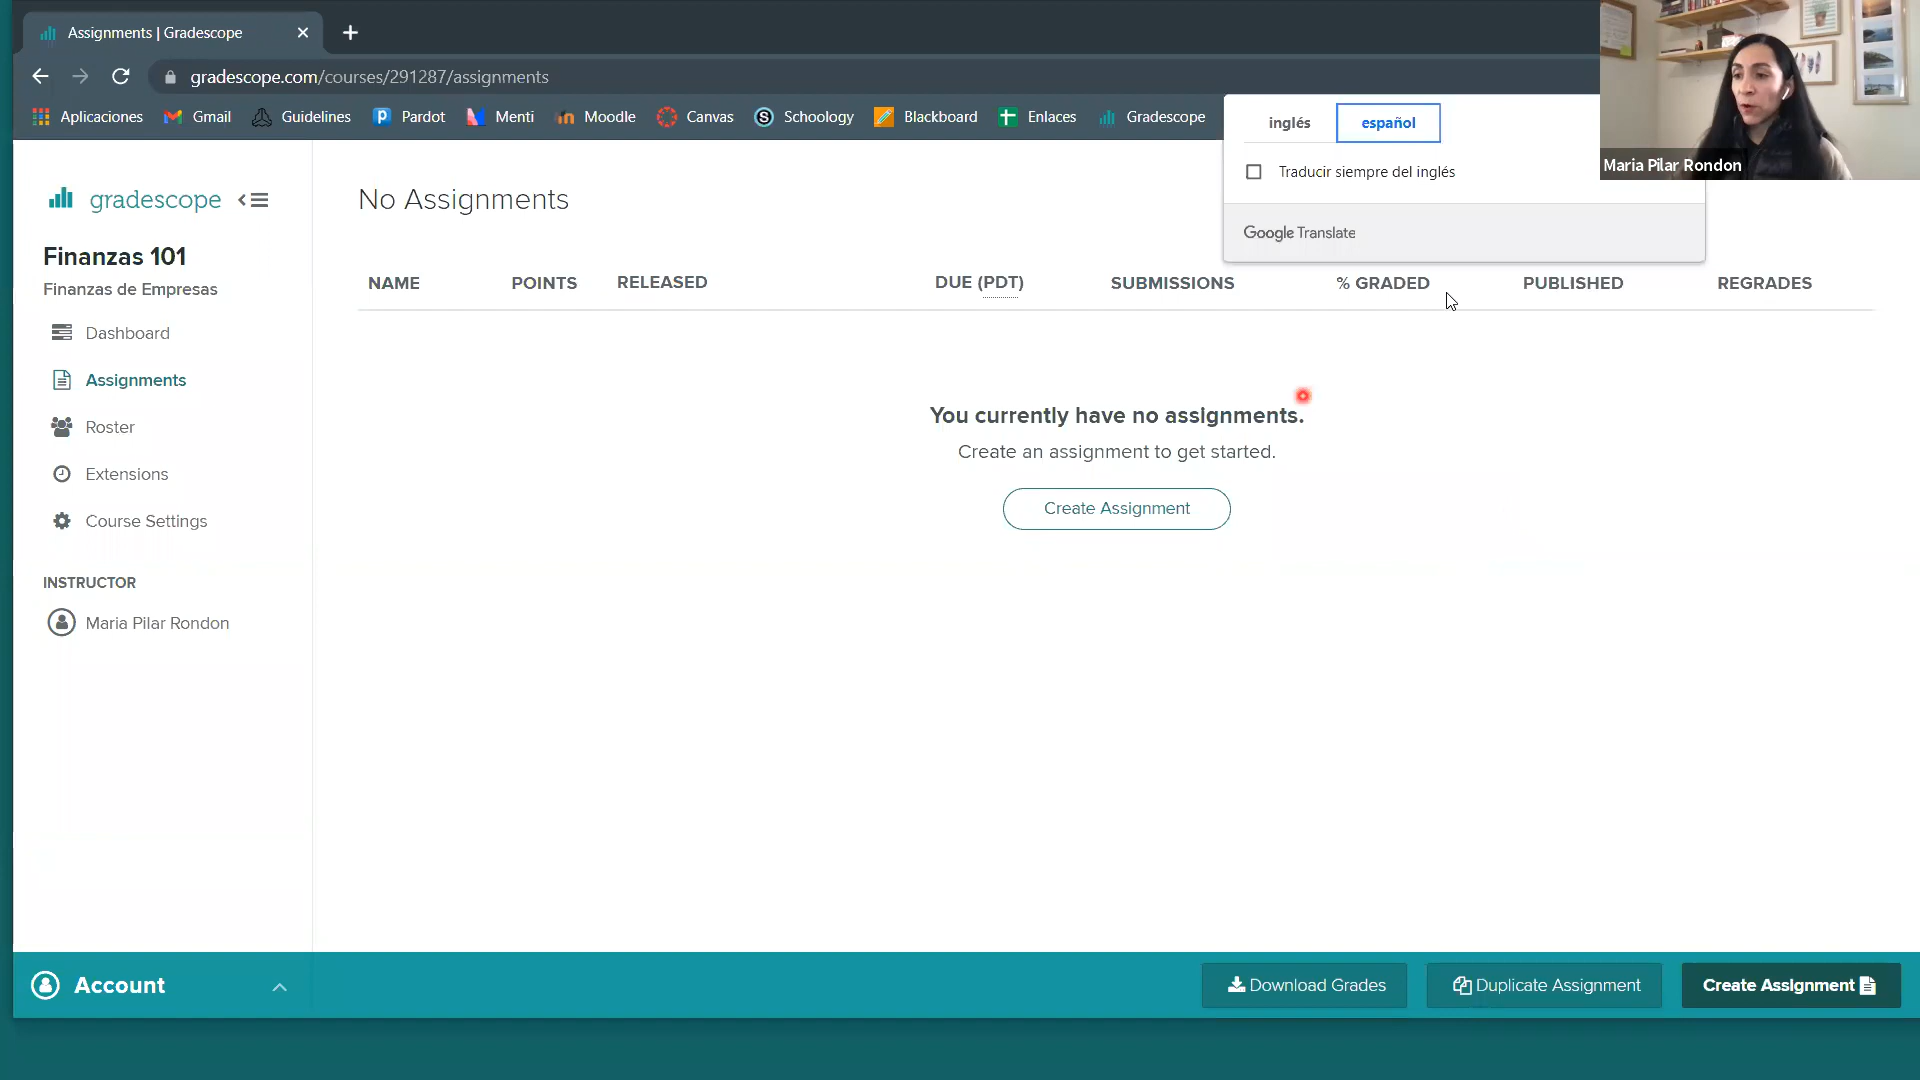 Assignments | Gradescope
gradescope.com/courses/291287/assignments
Aplicaciones Gmail Guidelines Pardot Menti Moodle Canvas Schoology Blackboard Enlaces Gradescope
inglés español
Traducir siempre del inglés
Google Translate
Maria Pilar Rondon
gradescope
Finanzas 101
Finanzas de Empresas
Dashboard
Assignments
Roster
Extensions
Course Settings
INSTRUCTOR
Maria Pilar Rondon
No Assignments
NAME POINTS RELEASED DUE (PDT) SUBMISSIONS % GRADED PUBLISHED REGRADES
You currently have no assignments.
Create an assignment to get started.
Create Assignment
Account
Download Grades Duplicate Assignment Create Assignment